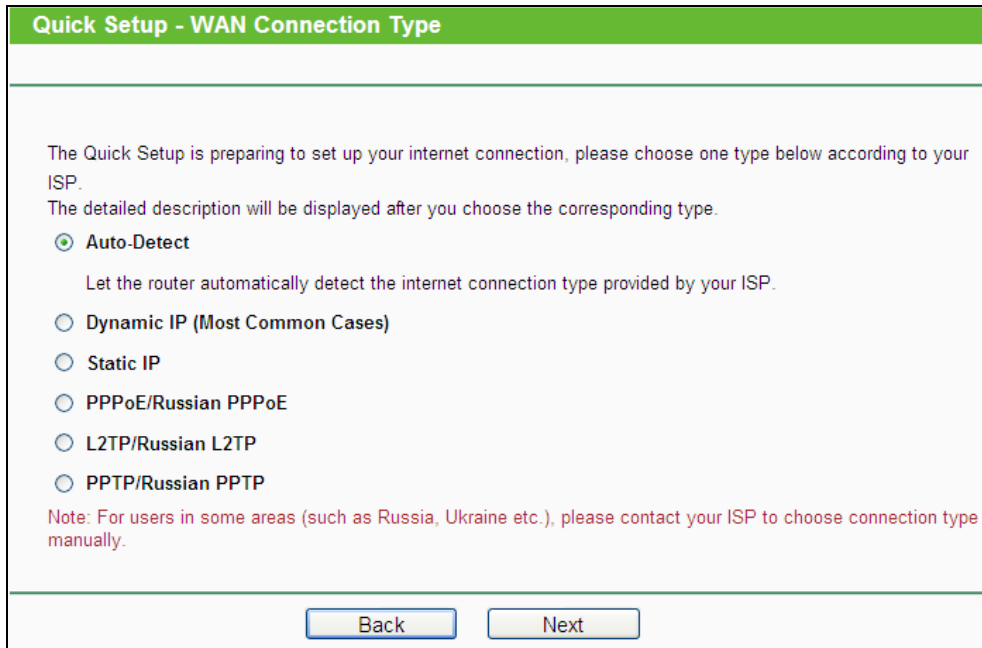 Quick Setup - WAN Connection Type
The Quick Setup is preparing to set up your internet connection, please choose one type below according to your
ISP.
The detailed description will be displayed after you choose the corresponding type.
Auto-Detect
Let the router automatically detect the internet connection type provided by your ISP.
Dynamic IP (Most Common Cases)
Static IP
PPPoE/Russian PPPoE
L2TP/Russian L2TP
PPTP/Russian PPTP
Note: For users in some areas (such as Russia, Ukraine etc.), please contact your ISP to choose connection type
manually.
Back Next